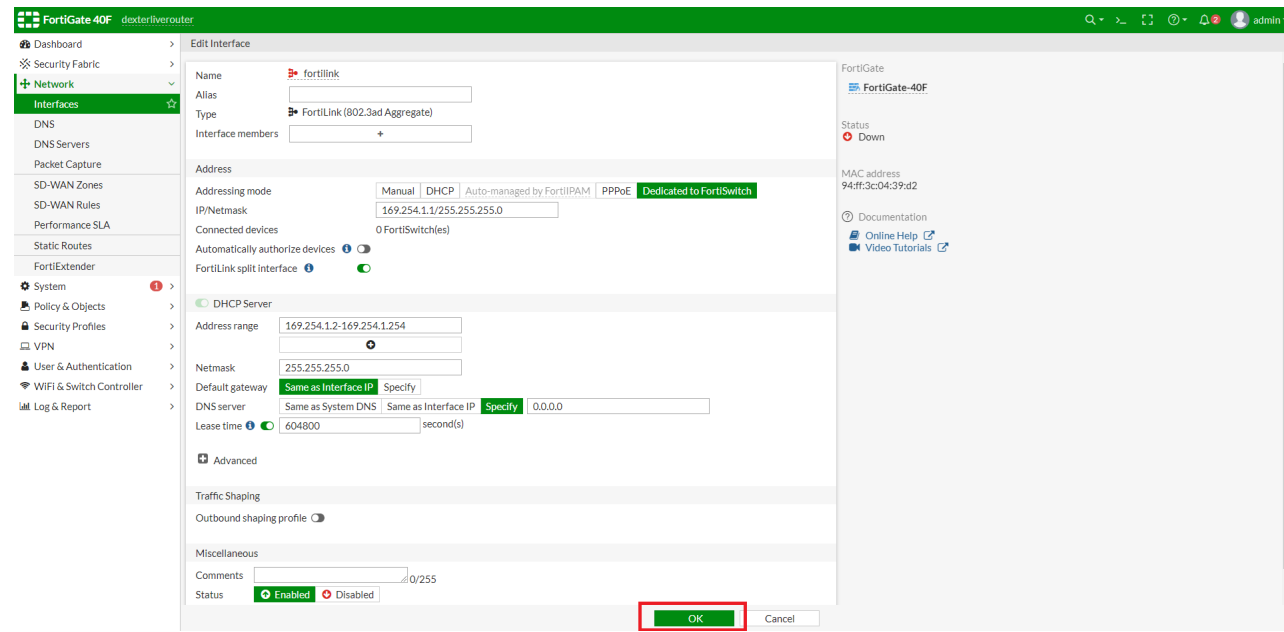 FortiGate 40F dexterliverouter
2 admin
Dashboard
Security Fabric
Network
Interfaces
DNS
DNS Servers
Packet Capture
SD-WAN Zones
SD-WAN Rules
Performance SLA
Static Routes
FortiExtender
System 1
Policy & Objects
Security Profiles
VPN
User & Authentication
WiFi & Switch Controller
Log & Report
Edit Interface
Name fortilink
Alias
Type FortiLink (802.3ad Aggregate)
Interface members +
Address
Addressing mode Manual DHCP Auto-managed by FortiIPAM PPPoE Dedicated to FortiSwitch
IP/Netmask 169.254.1.1/255.255.255.0
Connected devices 0 FortiSwitch(es)
Automatically authorize devices
FortiLink split interface
DHCP Server
Address range 169.254.1.2-169.254.1.254
Netmask 255.255.255.0
Default gateway Same as Interface IP Specify
DNS server Same as System DNS Same as Interface IP Specify 0.0.0.0
Lease time 604800 second(s)
Advanced
Traffic Shaping
Outbound shaping profile
Miscellaneous
Comments 0/255
Status Enabled Disabled
OK Cancel
FortiGate
FortiGate-40F
Status
Down
MAC address
94:ff:3c:04:39:d2
Documentation
Online Help
Video Tutorials